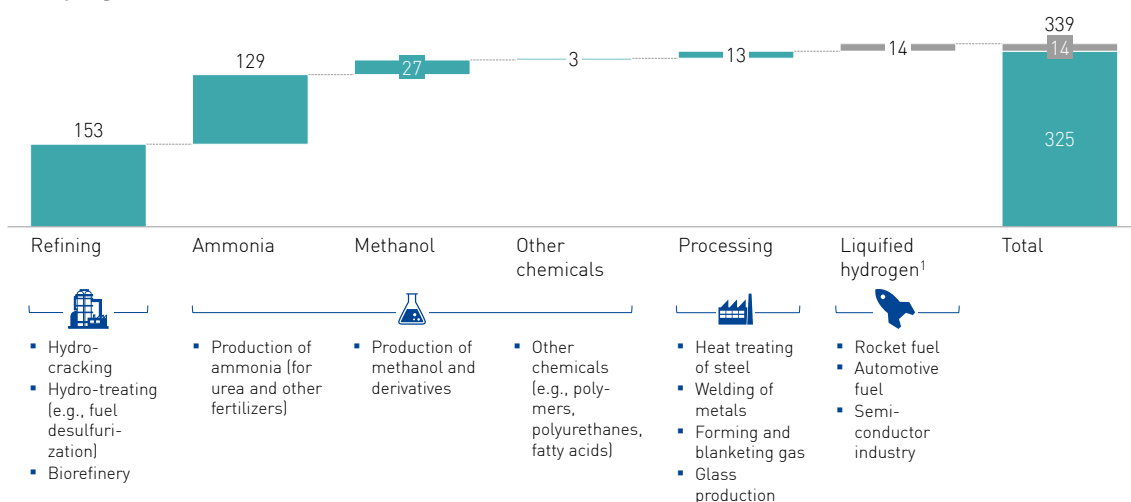 339
14
14
13
3
27
129
153
325
Refining
Ammonia
Methanol
Other
chemicals
Processing
Liquified
hydrogen¹
Total
▪ Hydro-
cracking
▪ Hydro-treating
(e.g., fuel
desulfuri-
zation)
▪ Biorefinery
▪ Production of
ammonia (for
urea and other
fertilizers)
▪ Production of
methanol and
derivatives
▪ Other
chemicals
(e.g., poly-
mers,
polyurethanes,
fatty acids)
▪ Heat treating
of steel
▪ Welding of
metals
▪ Forming and
blanketing gas
▪ Glass
production
▪ Rocket fuel
▪ Automotive
fuel
▪ Semi-
conductor
industry